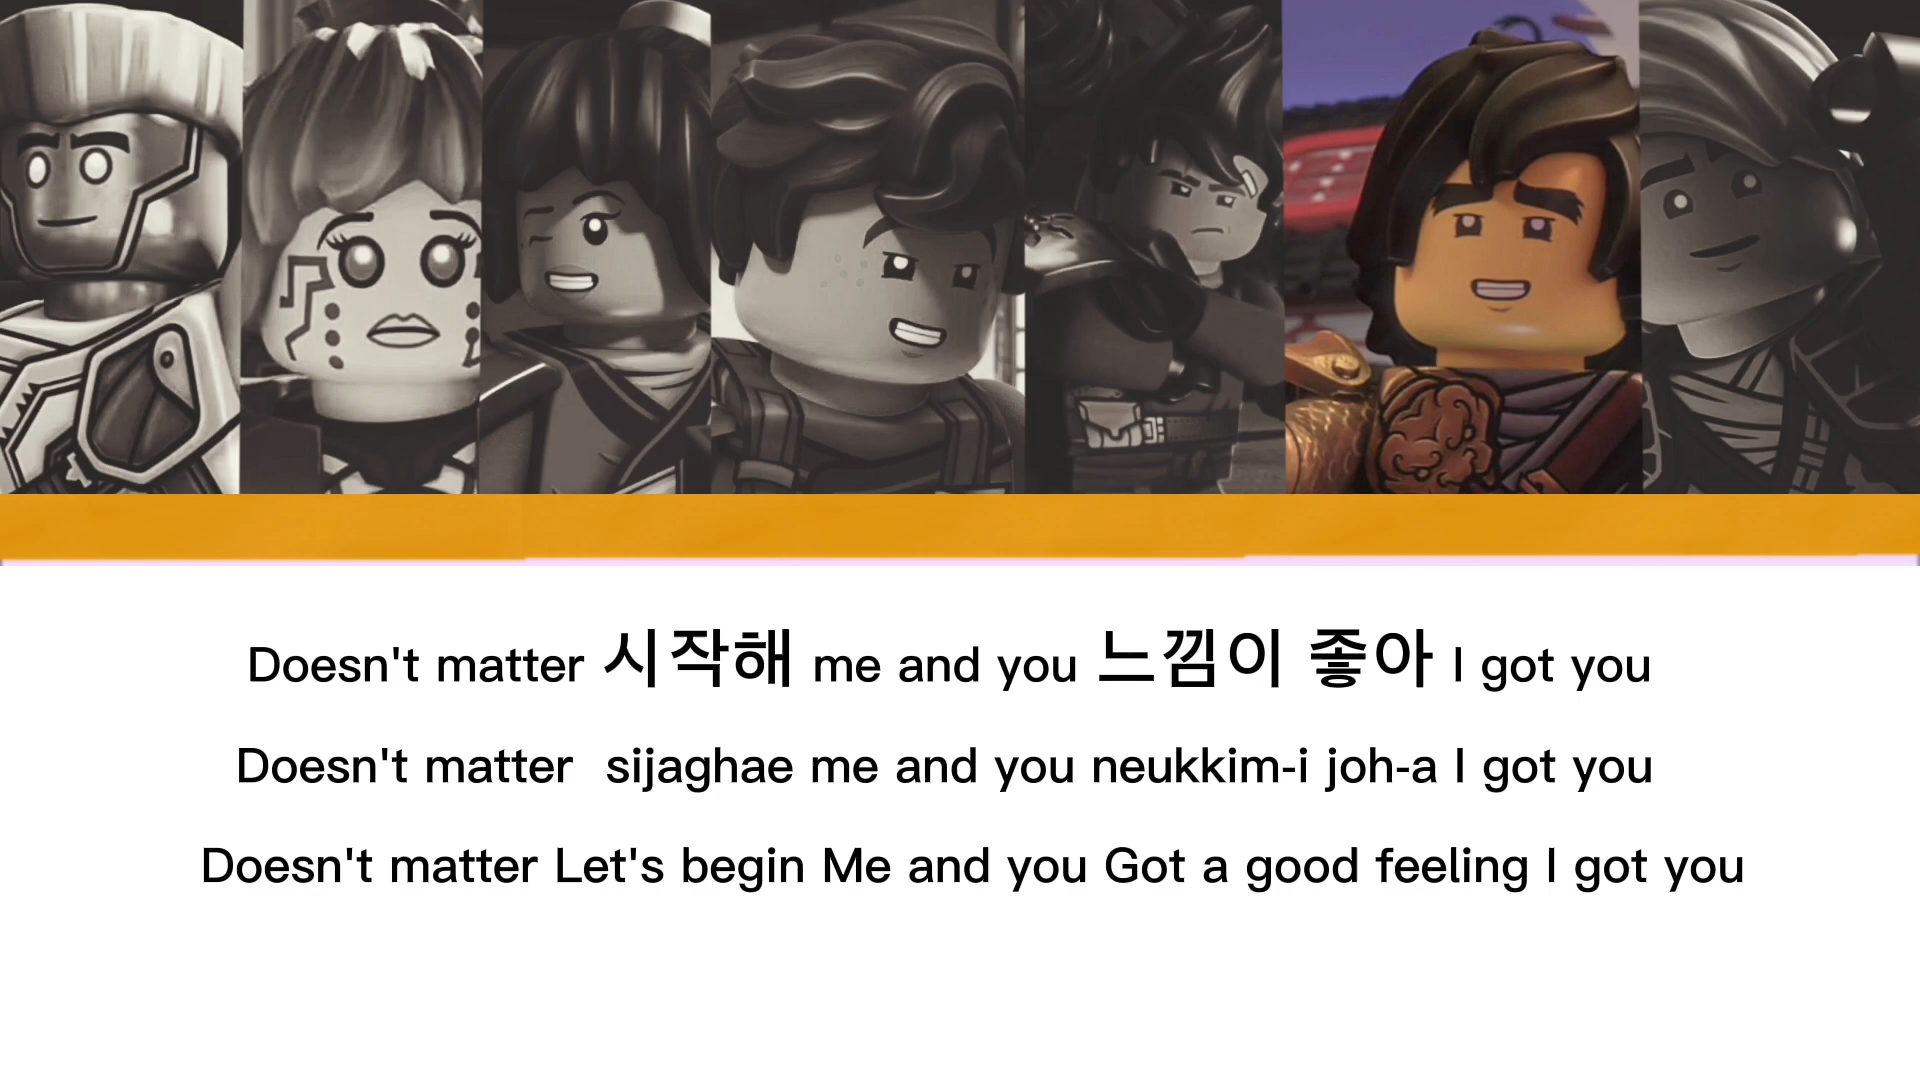 Doesn't matter 시작해 me and you 느낌이 좋아 I got you
Doesn't matter sijaghae me and you neukkim-i joh-a I got you
Doesn't matter Let's begin Me and you Got a good feeling I got you